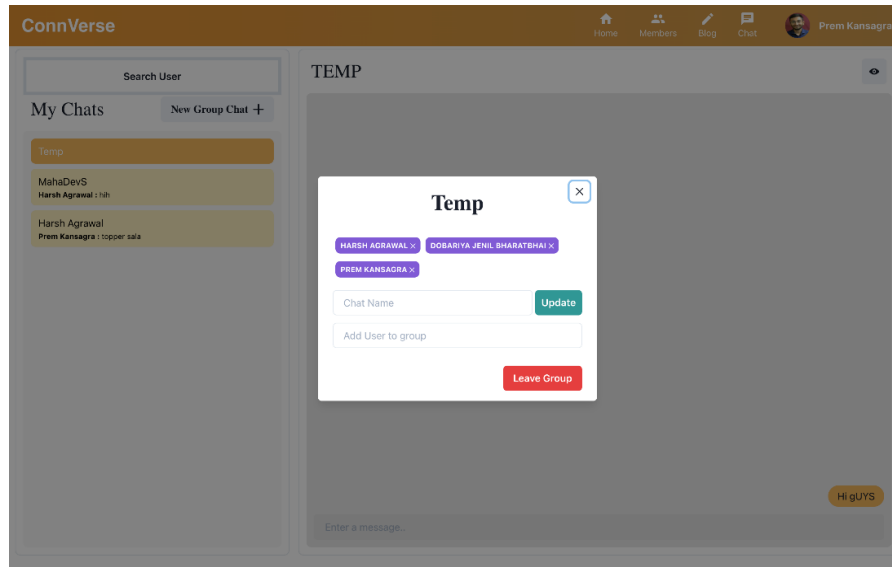 ConnVerse
Home Members Blog Chat Prem Kansagra
Search User
My Chats New Group Chat +
Temp
MahaDevS
Harsh Agrawal : hih
Harsh Agrawal
Prem Kansagra : topper sala
TEMP
Temp
HARSH AGRAWAL × DOBARIYA JENIL BHARATBHAI ×
PREM KANSAGRA ×
Chat Name Update
Add User to group
Leave Group
Hi gUYS
Enter a message..